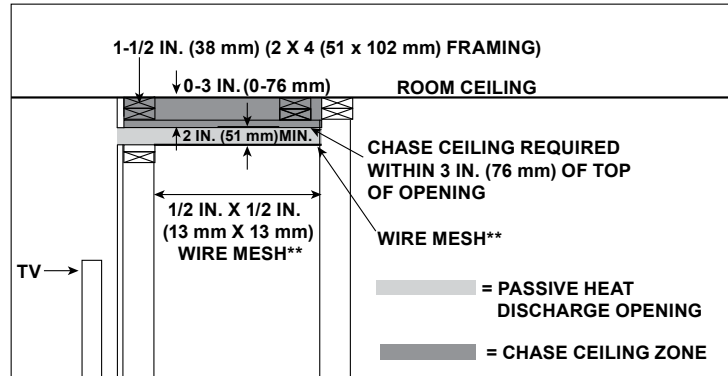 1-1/2 IN. (38 mm) (2 X 4 (51 x 102 mm) FRAMING)
0-3 IN. (0-76 mm)
ROOM CEILING
2 IN. (51 mm) MIN.
CHASE CEILING REQUIRED
WITHIN 3 IN. (76 mm) OF TOP
OF OPENING
1/2 IN. X 1/2 IN.
(13 mm X 13 mm)
WIRE MESH**
WIRE MESH**
TV
= PASSIVE HEAT
DISCHARGE OPENING
= CHASE CEILING ZONE